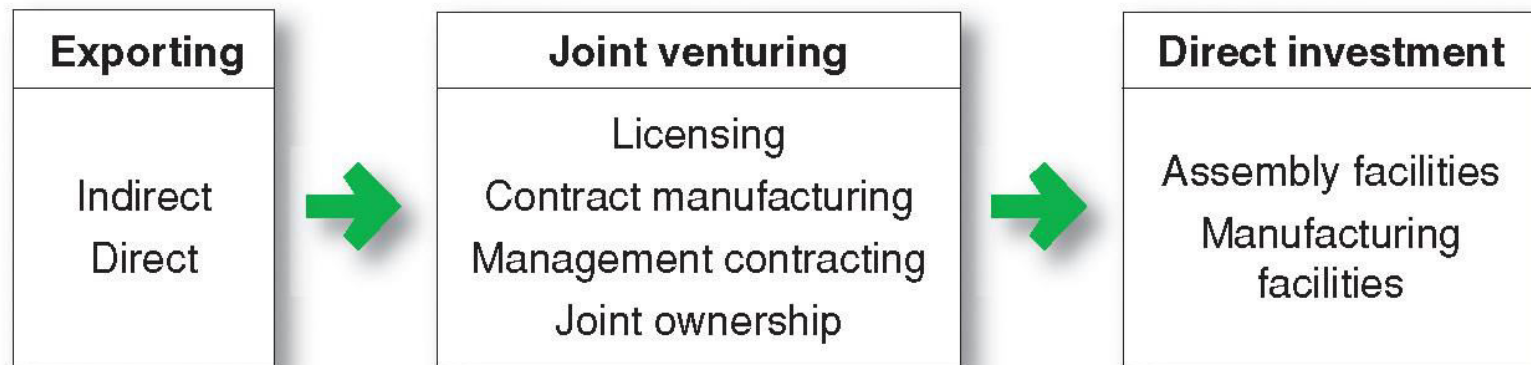 Exporting
Indirect
Direct
Joint venturing
Licensing
Contract manufacturing
Management contracting
Joint ownership
Direct investment
Assembly facilities
Manufacturing
facilities